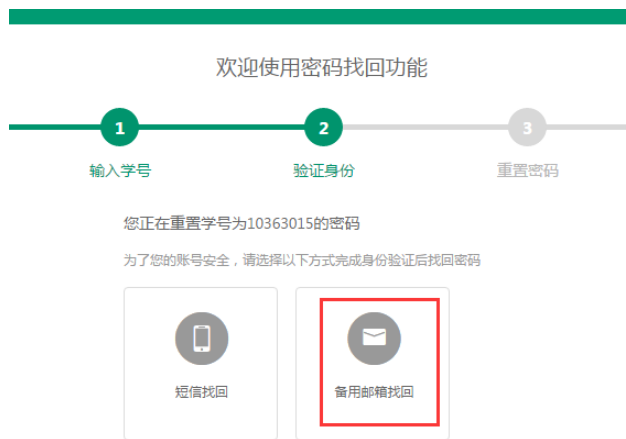 欢迎使用密码找回功能
1 2 3
输入学号 验证身份 重置密码
您正在重置学号为10363015的密码
为了您的账号安全，请选择以下方式完成身份验证后找回密码
短信找回 备用邮箱找回